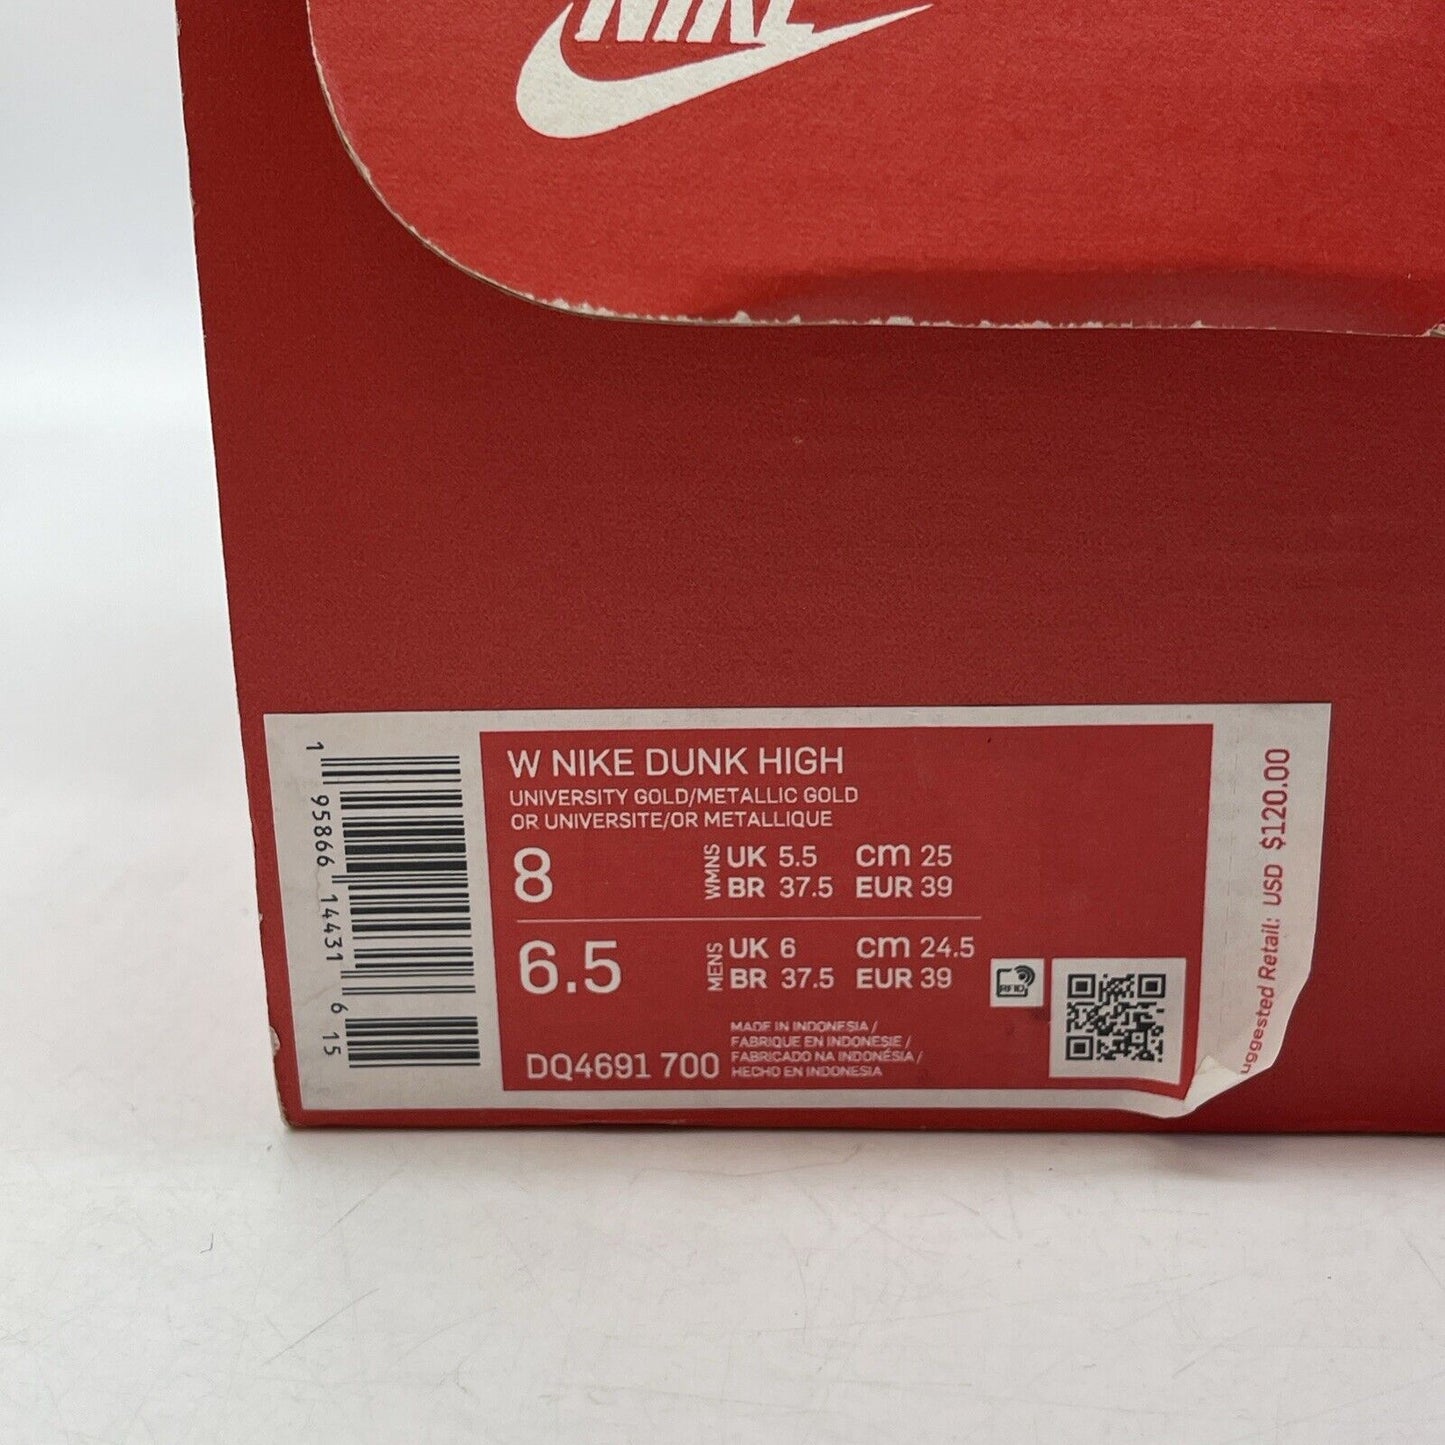 NIKE
W NIKE DUNK HIGH
UNIVERSITY GOLD/METALLIC GOLD
OR UNIVERSITE/OR METALLIQUE
8 WMNS UK 5.5 cm 25
BR 37.5 EUR 39
6.5 MENS UK 6 cm 24.5
BR 37.5 EUR 39
RFID
DQ4691 700
MADE IN INDONESIA /
FABRIQUE EN INDONESIE /
FABRICADO NA INDONÉSIA /
HECHO EN INDONESIA
1 95866 14431 6 15
uggested Retail: USD $120.00